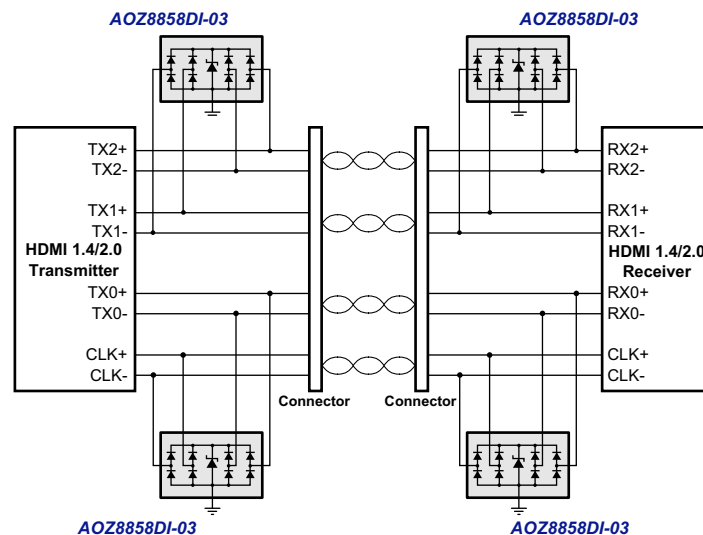 AOZ8858DI-03
AOZ8858DI-03
TX2+
TX2-
TX1+
TX1-
HDMI 1.4/2.0
Transmitter
TX0+
TX0-
CLK+
CLK-
RX2+
RX2-
RX1+
RX1-
HDMI 1.4/2.0
Receiver
RX0+
RX0-
CLK+
CLK-
Connector
Connector
AOZ8858DI-03
AOZ8858DI-03